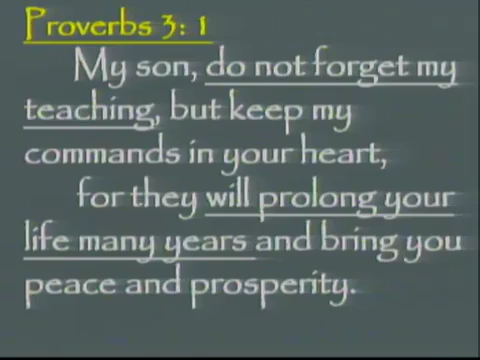 Proverbs 3: 1
My son, do not forget my
teaching, but keep my
commands in your heart,
for they will prolong your
life many years and bring you
peace and prosperity.